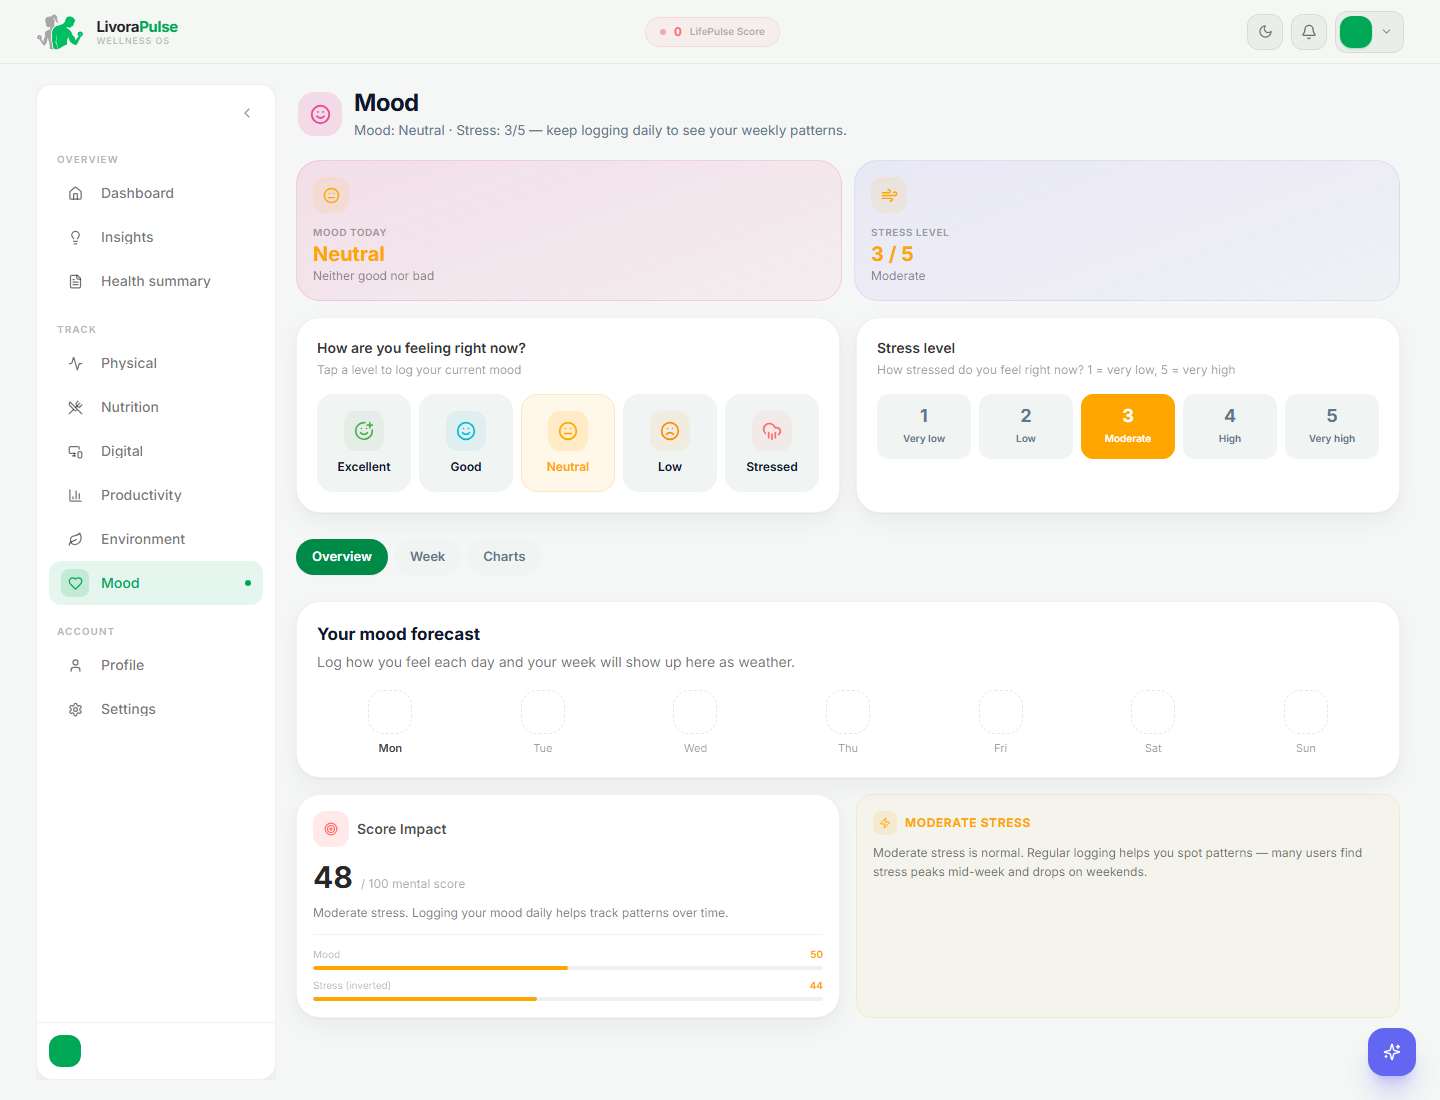 LivoraPulse
WELLNESS OS
0 LifePulse Score
OVERVIEW
Dashboard
Insights
Health summary
TRACK
Physical
Nutrition
Digital
Productivity
Environment
Mood
ACCOUNT
Profile
Settings
Mood
Mood: Neutral · Stress: 3/5 — keep logging daily to see your weekly patterns.
MOOD TODAY
Neutral
Neither good nor bad
STRESS LEVEL
3 / 5
Moderate
How are you feeling right now?
Tap a level to log your current mood
Excellent
Good
Neutral
Low
Stressed
Stress level
How stressed do you feel right now? 1 = very low, 5 = very high
1
Very low
2
Low
3
Moderate
4
High
5
Very high
Overview
Week
Charts
Your mood forecast
Log how you feel each day and your week will show up here as weather.
Mon
Tue
Wed
Thu
Fri
Sat
Sun
Score Impact
48 / 100 mental score
Moderate stress. Logging your mood daily helps track patterns over time.
Mood 50
Stress (inverted) 44
MODERATE STRESS
Moderate stress is normal. Regular logging helps you spot patterns — many users find
stress peaks mid-week and drops on weekends.